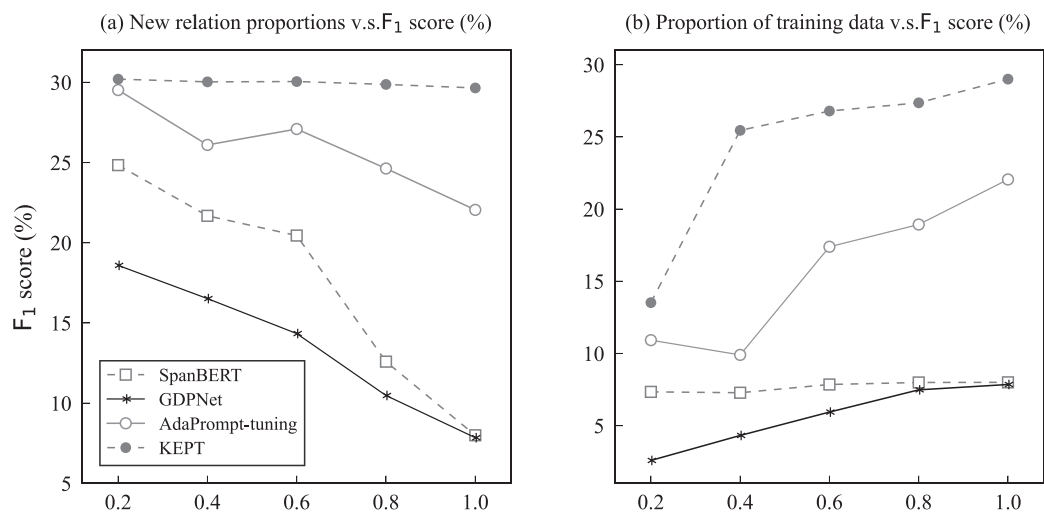 (a) New relation proportions v.s.F₁ score (%)
F₁ score (%)
30
25
20
15
10
5
0.2 0.4 0.6 0.8 1.0
SpanBERT
GDPNet
AdaPrompt-tuning
KEPT
(b) Proportion of training data v.s.F₁ score (%)
30
25
20
15
10
5
0.2 0.4 0.6 0.8 1.0